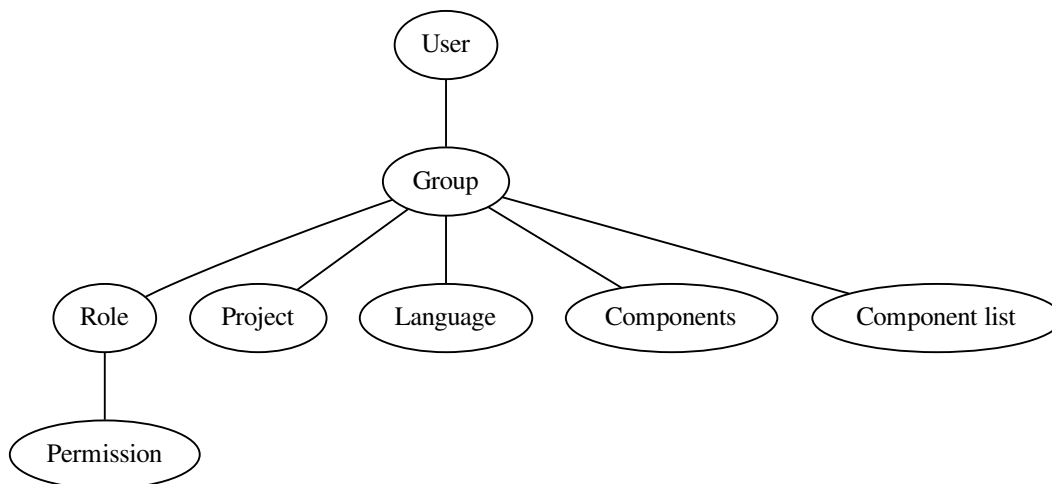 User
Group
Role
Project
Language
Components
Component list
Permission